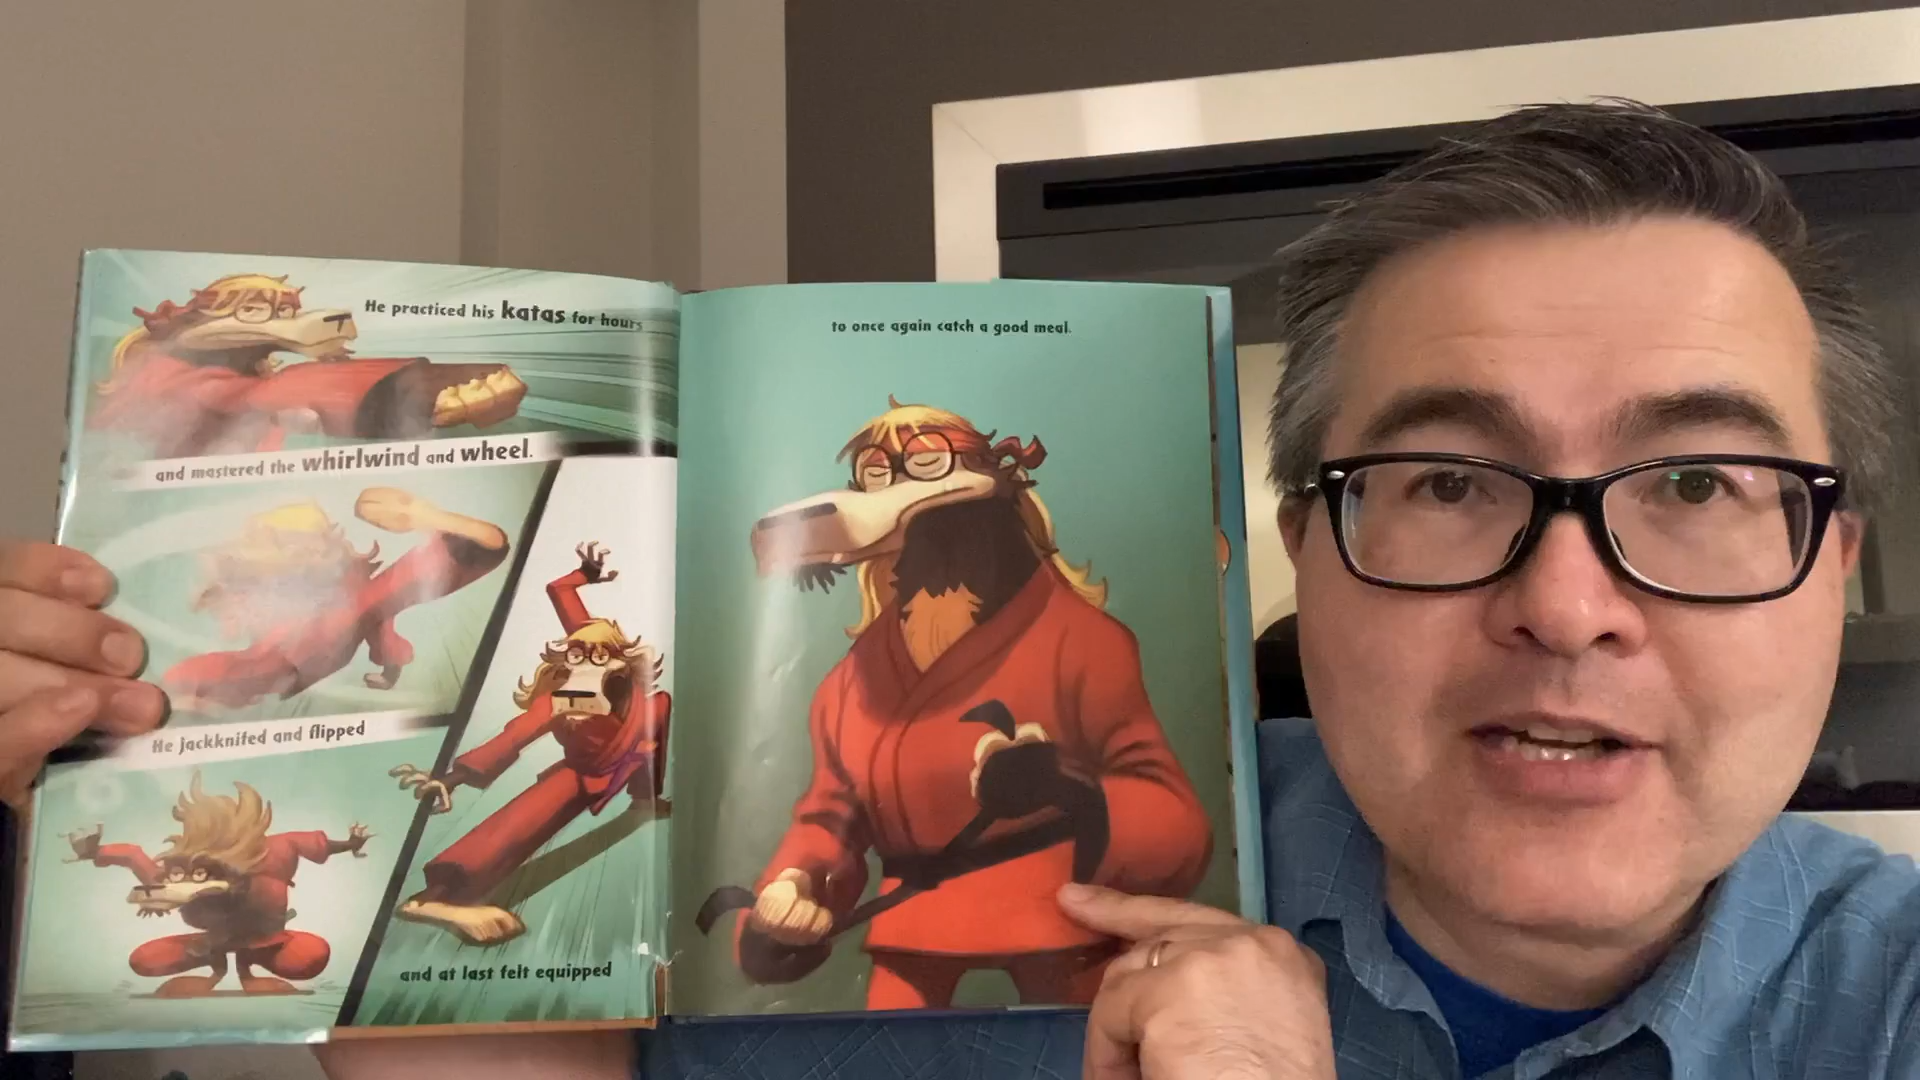 He practiced his katas for hours
and mastered the whirlwind and wheel.
He jackknifed and flipped
and at last felt equipped
to once again catch a good meal.